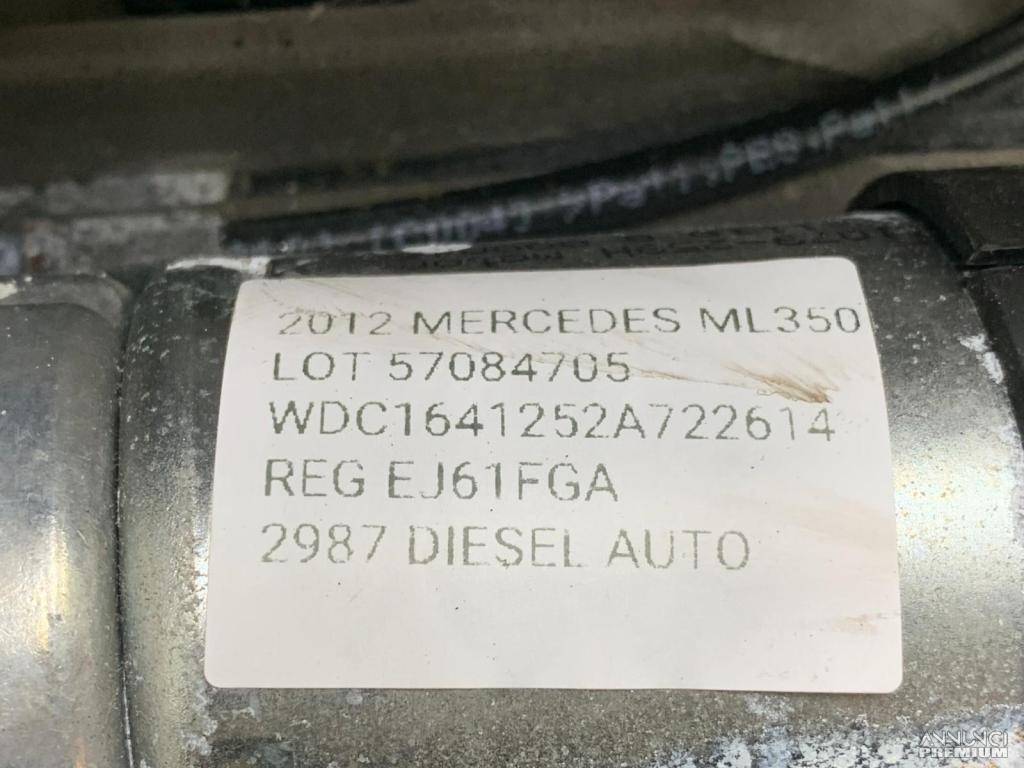 2012 MERCEDES ML350
LOT 57084705
WDC1641252A722614
REG EJ61FGA
2987 DIESEL AUTO
ANNUNCI
PREMIUM